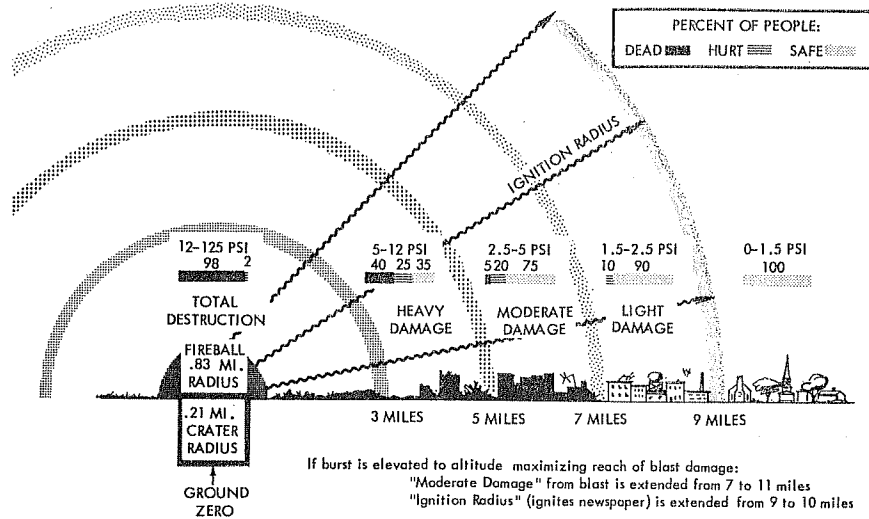 PERCENT OF PEOPLE:
DEAD HURT SAFE
IGNITION RADIUS
12-125 PSI
98 2
5-12 PSI
40 25 35
2.5-5 PSI
5 20 75
1.5-2.5 PSI
10 90
0-1.5 PSI
100
TOTAL
DESTRUCTION
HEAVY
DAMAGE
MODERATE
DAMAGE
LIGHT
DAMAGE
FIREBALL
.83 MI.
RADIUS
.21 MI.
CRATER
RADIUS
GROUND
ZERO
3 MILES
5 MILES
7 MILES
9 MILES
If burst is elevated to altitude maximizing reach of blast damage:
"Moderate Damage" from blast is extended from 7 to 11 miles
"Ignition Radius" (ignites newspaper) is extended from 9 to 10 miles